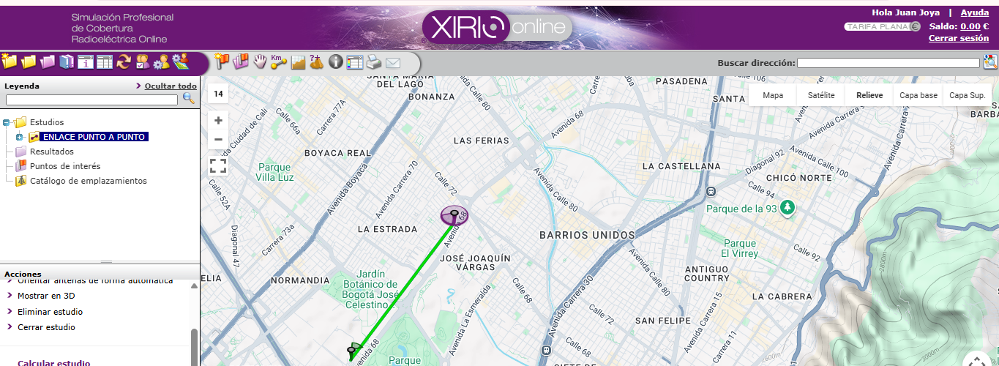 Simulación Profesional
de Cobertura
Radioeléctrica Online
XIRIO online
Hola Juan Joya | Ayuda
TARIFA PLANA €
Saldo: 0.00 €
Cerrar sesión
Km
?+
Buscar dirección:
Leyenda
Ocultar todo
Estudios
ENLACE PUNTO A PUNTO
Resultados
Puntos de interés
Catálogo de emplazamientos
Acciones
Orientar antenas de forma automática
Mostrar en 3D
Eliminar estudio
Cerrar estudio
Calcular estudio
14
+
−
Mapa
Satélite
Relieve
Capa base
Capa Sup.
SANTA MARÍA
DEL LAGO
BONANZA
Calle 80
PASADENA
Calle 106
SANTA
BARBA
Carrera 77A
Avenida Ciudad de Cali
Calle 66a
Avenida 68
Carrera 9
LAS FERIAS
BOYACA REAL
Parque
Villa Luz
Avenida Boyacá
Avenida Carrera 70
Calle 72
Calle 52A
Avenida Calle 80
Diagonal 92
Avenida Calle 100
LA CASTELLANA
CHICÓ NORTE
Calle 94
Parque de la 93
Avenida Carrera 7
2600m
3000m
LA ESTRADA
Avenida 68
BARRIOS UNIDOS
Diagonal 47
Carrera 73a
Parque
El Virrey
Calle 92
JOSÉ JOAQUÍN
VARGAS
ELIA
NORMANDIA
Jardín
Botánico de
Bogotá José
Celestino...
ANTIGUO
COUNTRY
2800m
Calle 68
Avenida La Esmeralda
Avenida Carrera 30
Carrera 15
LA CABRERA
Calle 72
SAN FELIPE
Carrera 11
Avenida 68
Parque
Calle 68
SIETE DE